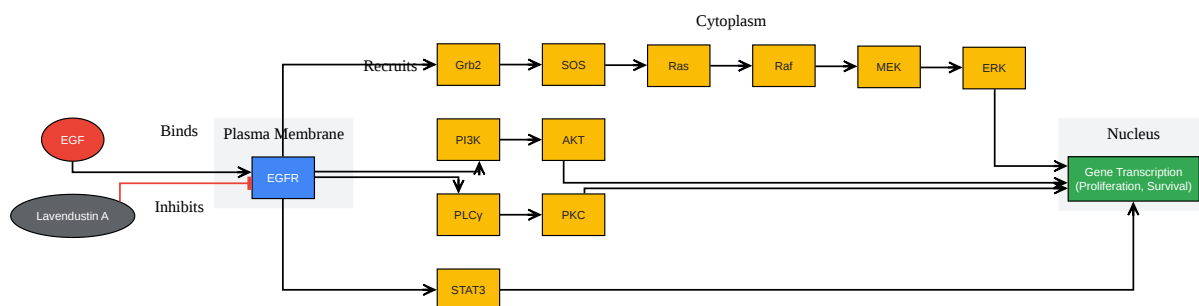 Cytoplasm
Recruits
Grb2
SOS
Ras
Raf
MEK
ERK
EGF
Binds
Plasma Membrane
PI3K
AKT
Nucleus
EGFR
Gene Transcription
(Proliferation, Survival)
Lavendustin A
Inhibits
PLCγ
PKC
STAT3